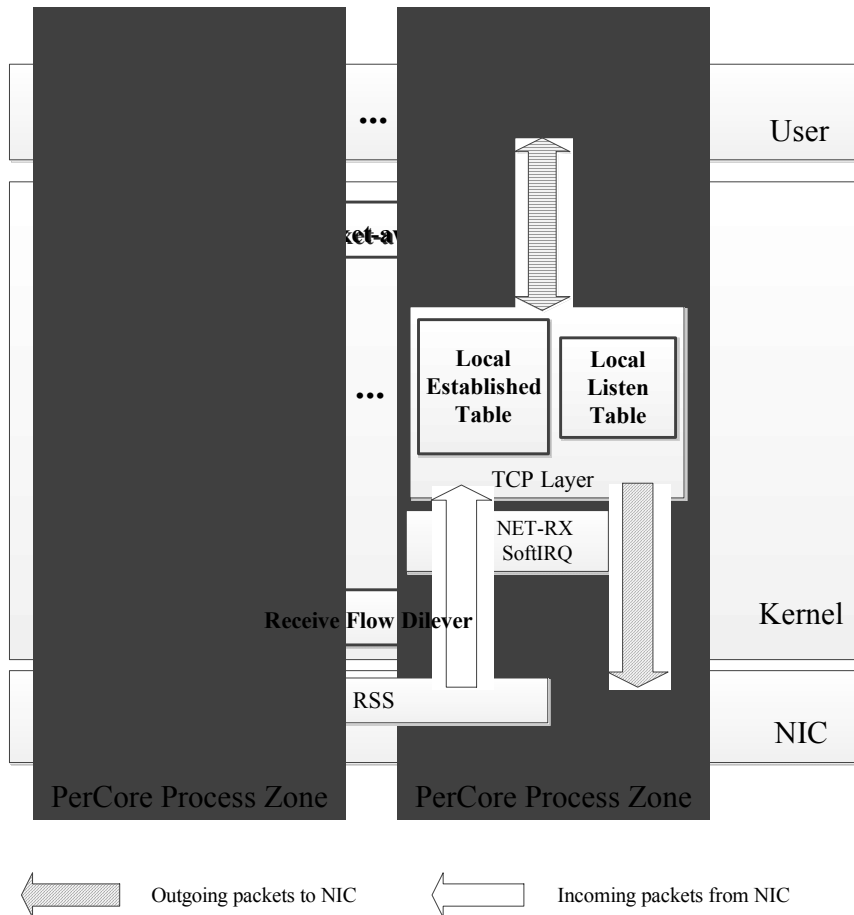 ...
User
ket-a
...
Local
Established
Table
Local
Listen
Table
TCP Layer
NET-RX
SoftIRQ
Receive Flow Dilever
Kernel
RSS
NIC
PerCore Process Zone
PerCore Process Zone
Outgoing packets to NIC
Incoming packets from NIC